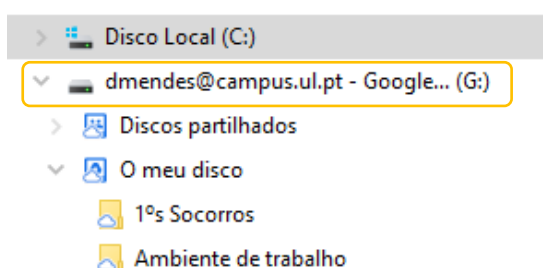 Disco Local (C:)
dmendes@campus.ul.pt - Google... (G:)
Discos partilhados
O meu disco
1ºs Socorros
Ambiente de trabalho